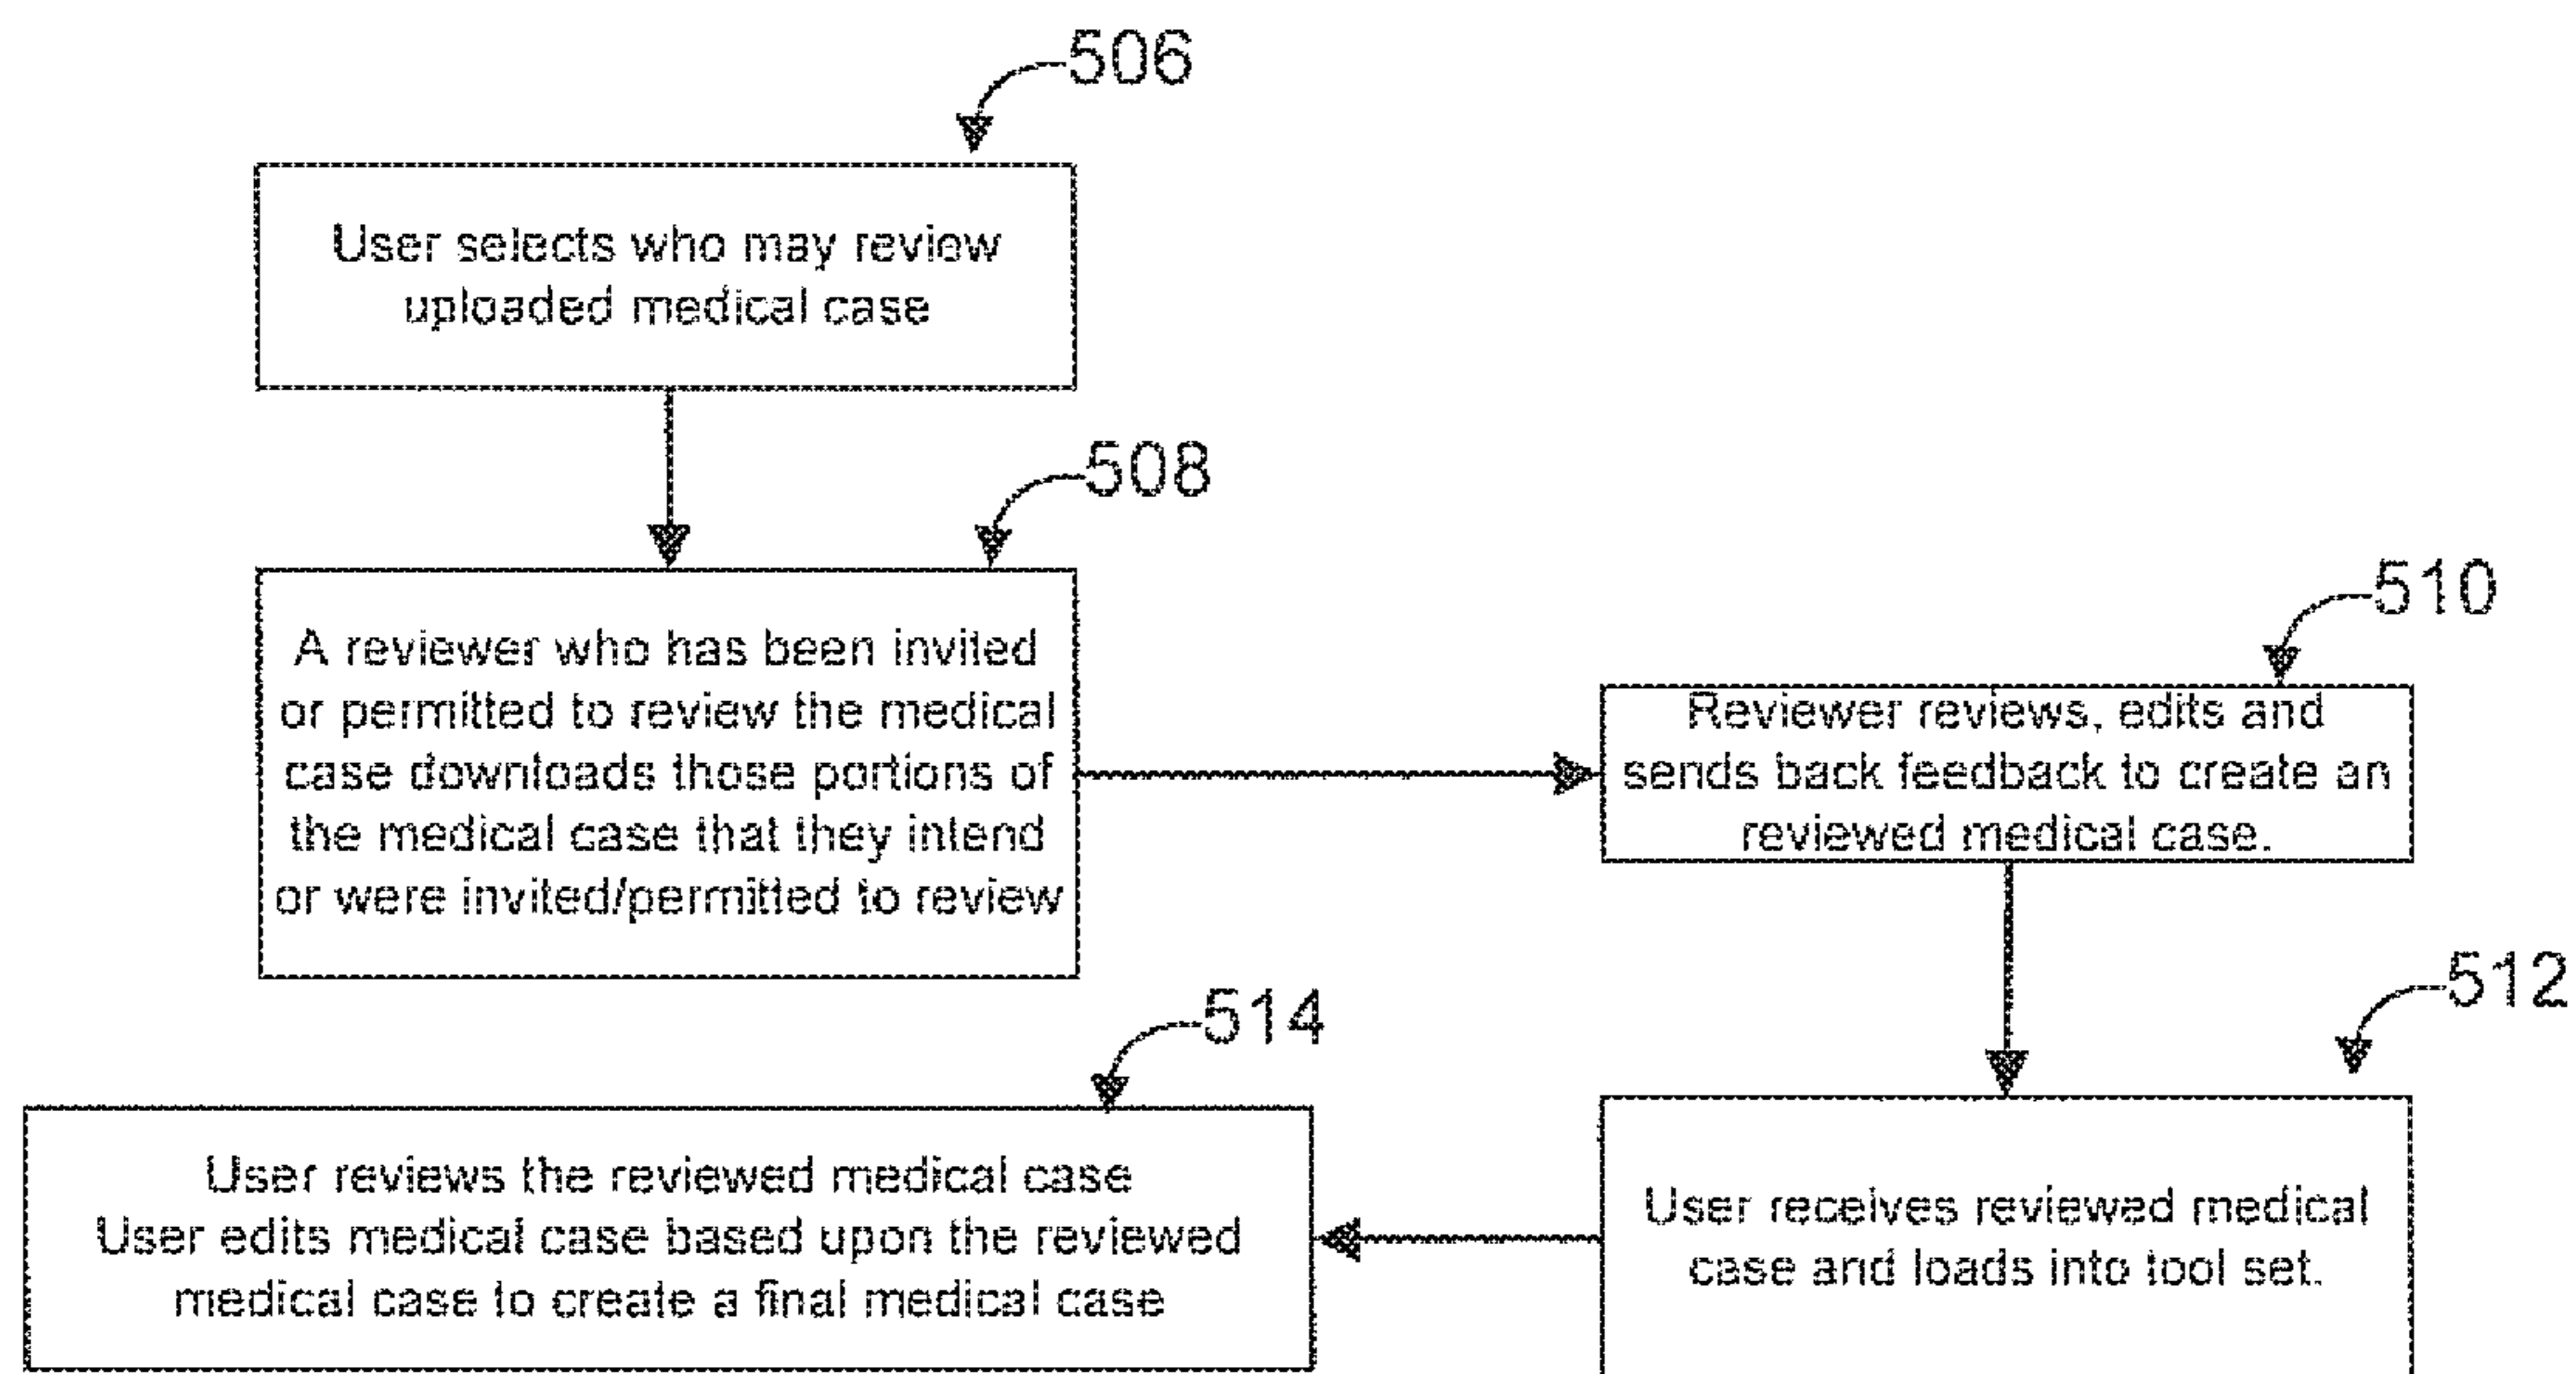 506
User selects who may review
uploaded medical case
508
A reviewer who has been invited
or permitted to review the medical
case downloads those portions of
the medical case that they intend
or were invited/permitted to review
510
Reviewer reviews, edits and
sends back feedback to create an
reviewed medical case.
512
User receives reviewed medical
case and loads into tool set.
514
User reviews the reviewed medical case
User edits medical case based upon the reviewed
medical case to create a final medical case